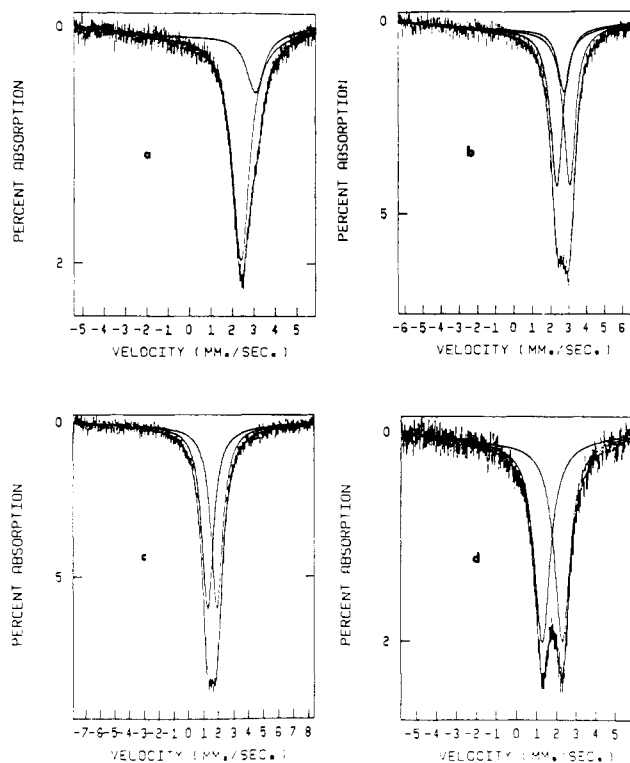 0
2
PERCENT ABSORPTION
a
-5 -4 -3 -2 -1 0 1 2 3 4 5
VELOCITY (MM./SEC.)
0
5
PERCENT ABSORPTION
b
-6 -5 -4 -3 -2 -1 0 1 2 3 4 5 6
VELOCITY (MM./SEC.)
0
5
PERCENT ABSORPTION
c
-7-6-5-4-3-2-1 0 1 2 3 4 5 6 7 8
VELOCITY (MM./SEC.)
0
2
PERCENT ABSORPTION
d
-5 -4 -3 -2 -1 0 1 2 3 4 5
VELOCITY (MM./SEC.)